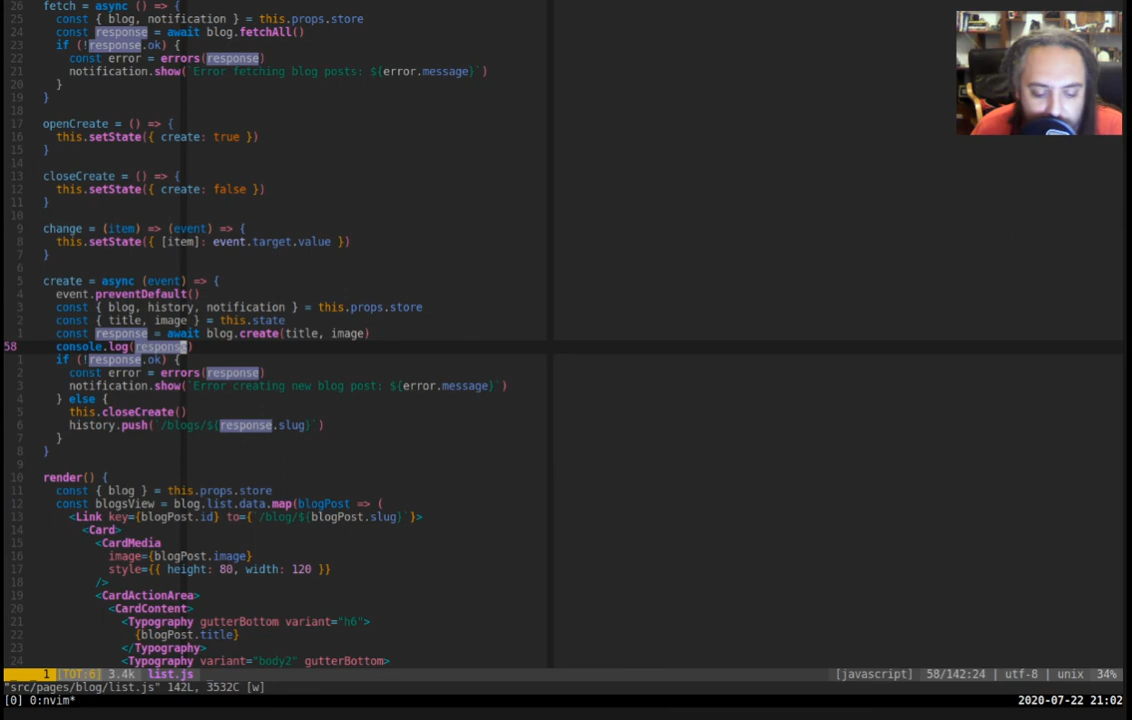 26 fetch = async () => {
25 const { blog, notification } = this.props.store
24 const response = await blog.fetchAll()
23 if (!response.ok) {
22 const error = errors(response)
21 notification.show(`Error fetching blog posts: ${error.message}`)
20 }
19 }
18
17 openCreate = () => {
16 this.setState({ create: true })
15 }
14
13 closeCreate = () => {
12 this.setState({ create: false })
11 }
10
9 change = (item) => (event) => {
8 this.setState({ [item]: event.target.value })
7 }
6
5 create = async (event) => {
4 event.preventDefault()
3 const { blog, history, notification } = this.props.store
2 const { title, image } = this.state
1 const response = await blog.create(title, image)
58 console.log(response)
1 if (!response.ok) {
2 const error = errors(response)
3 notification.show(`Error creating new blog post: ${error.message}`)
4 } else {
5 this.closeCreate()
6 history.push(`/blogs/${response.slug}`)
7 }
8 }
9
10 render() {
11 const { blog } = this.props.store
12 const blogsView = blog.list.data.map(blogPost => (
13 <Link key={blogPost.id} to={`/blog/${blogPost.slug}`}>
14 <Card>
15 <CardMedia
16 image={blogPost.image}
17 style={{ height: 80, width: 120 }}
18 />
19 <CardActionArea>
20 <CardContent>
21 <Typography gutterBottom variant="h6">
22 {blogPost.title}
23 </Typography>
24 <Typography variant="body2" gutterBottom>
1 [TOT:6] 3.4k list.js [javascript] 58/142:24 | utf-8 | unix 34%
"src/pages/blog/list.js" 142L, 3532C [w]
[0] 0:nvim* 2020-07-22 21:02